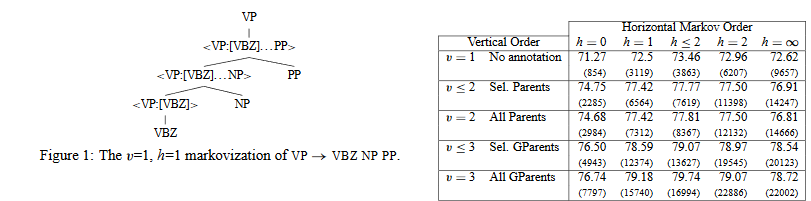 VP
<VP:[VBZ]...PP>
<VP:[VBZ]...NP> PP
<VP:[VBZ]> NP
VBZ
Figure 1: The v=1, h=1 markovization of VP → VBZ NP PP.
Horizontal Markov Order
Vertical Order h = 0 h = 1 h ≤ 2 h = 2 h = ∞
v = 1 No annotation 71.27 72.5 73.46 72.96 72.62
(854) (3119) (3863) (6207) (9657)
v ≤ 2 Sel. Parents 74.75 77.42 77.77 77.50 76.91
(2285) (6564) (7619) (11398) (14247)
v = 2 All Parents 74.68 77.42 77.81 77.50 76.81
(2984) (7312) (8367) (12132) (14666)
v ≤ 3 Sel. GParents 76.50 78.59 79.07 78.97 78.54
(4943) (12374) (13627) (19545) (20123)
v = 3 All GParents 76.74 79.18 79.74 79.07 78.72
(7797) (15740) (16994) (22886) (22002)